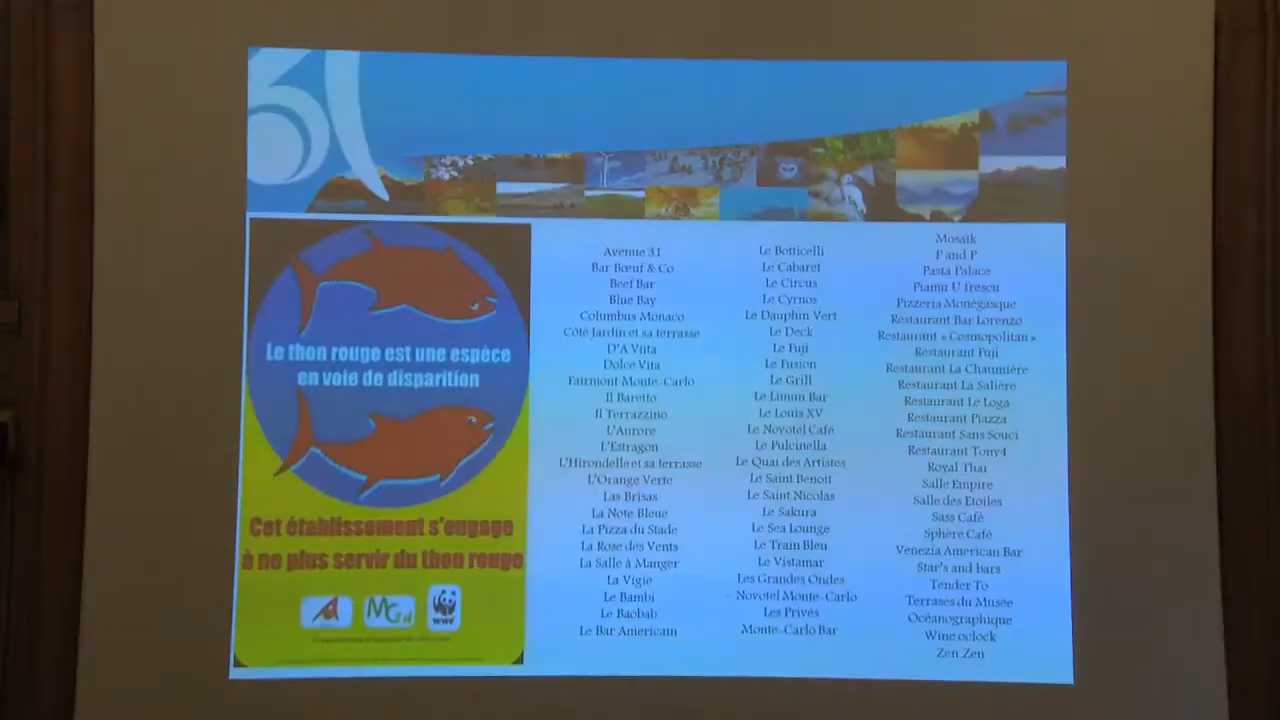 Le thon rouge est une espèce
en voie de disparition
Cet établissement s'engage
à ne plus servir du thon rouge
MGd
WWF
Avenue 31
Bar Bœuf & Co
Beef Bar
Blue Bay
Columbus Monaco
Côté Jardin et sa terrasse
D'A Vita
Dolce Vita
Fairmont Monte-Carlo
Il Baretto
Il Terrazzino
L'Aurore
L'Estragon
L'Hirondelle et sa terrasse
L'Orange Verte
Las Brisas
La Note Bleue
La Pizza du Stade
La Rose des Vents
La Salle à Manger
La Vigie
Le Bambi
Le Baobab
Le Bar Americain
Le Botticelli
Le Cabaret
Le Circus
Le Cyrnos
Le Dauphin Vert
Le Deck
Le Fuji
Le Fusion
Le Grill
Le Limun Bar
Le Louis XV
Le Novotel Café
Le Pulcinella
Le Quai des Artistes
Le Saint Benoit
Le Saint Nicolas
Le Sakura
Le Sea Lounge
Le Train Bleu
Le Vistamar
Les Grandes Ondes
- Novotel Monte-Carlo
Les Privés
Monte-Carlo Bar
Mosaïk
P and P
Pasta Palace
Piamu U frescu
Pizzeria Monégasque
Restaurant Bar Lorenzo
Restaurant « Cosmopolitan »
Restaurant Fuji
Restaurant La Chaumière
Restaurant La Salière
Restaurant Le Loga
Restaurant Piazza
Restaurant Sans Souci
Restaurant Tony4
Royal Thai
Salle Empire
Salle des Etoiles
Sass Café
Sphère Café
Venezia American Bar
Star's and bars
Tender To
Terrases du Musée
Océanographique
Wine oclock
Zen Zen